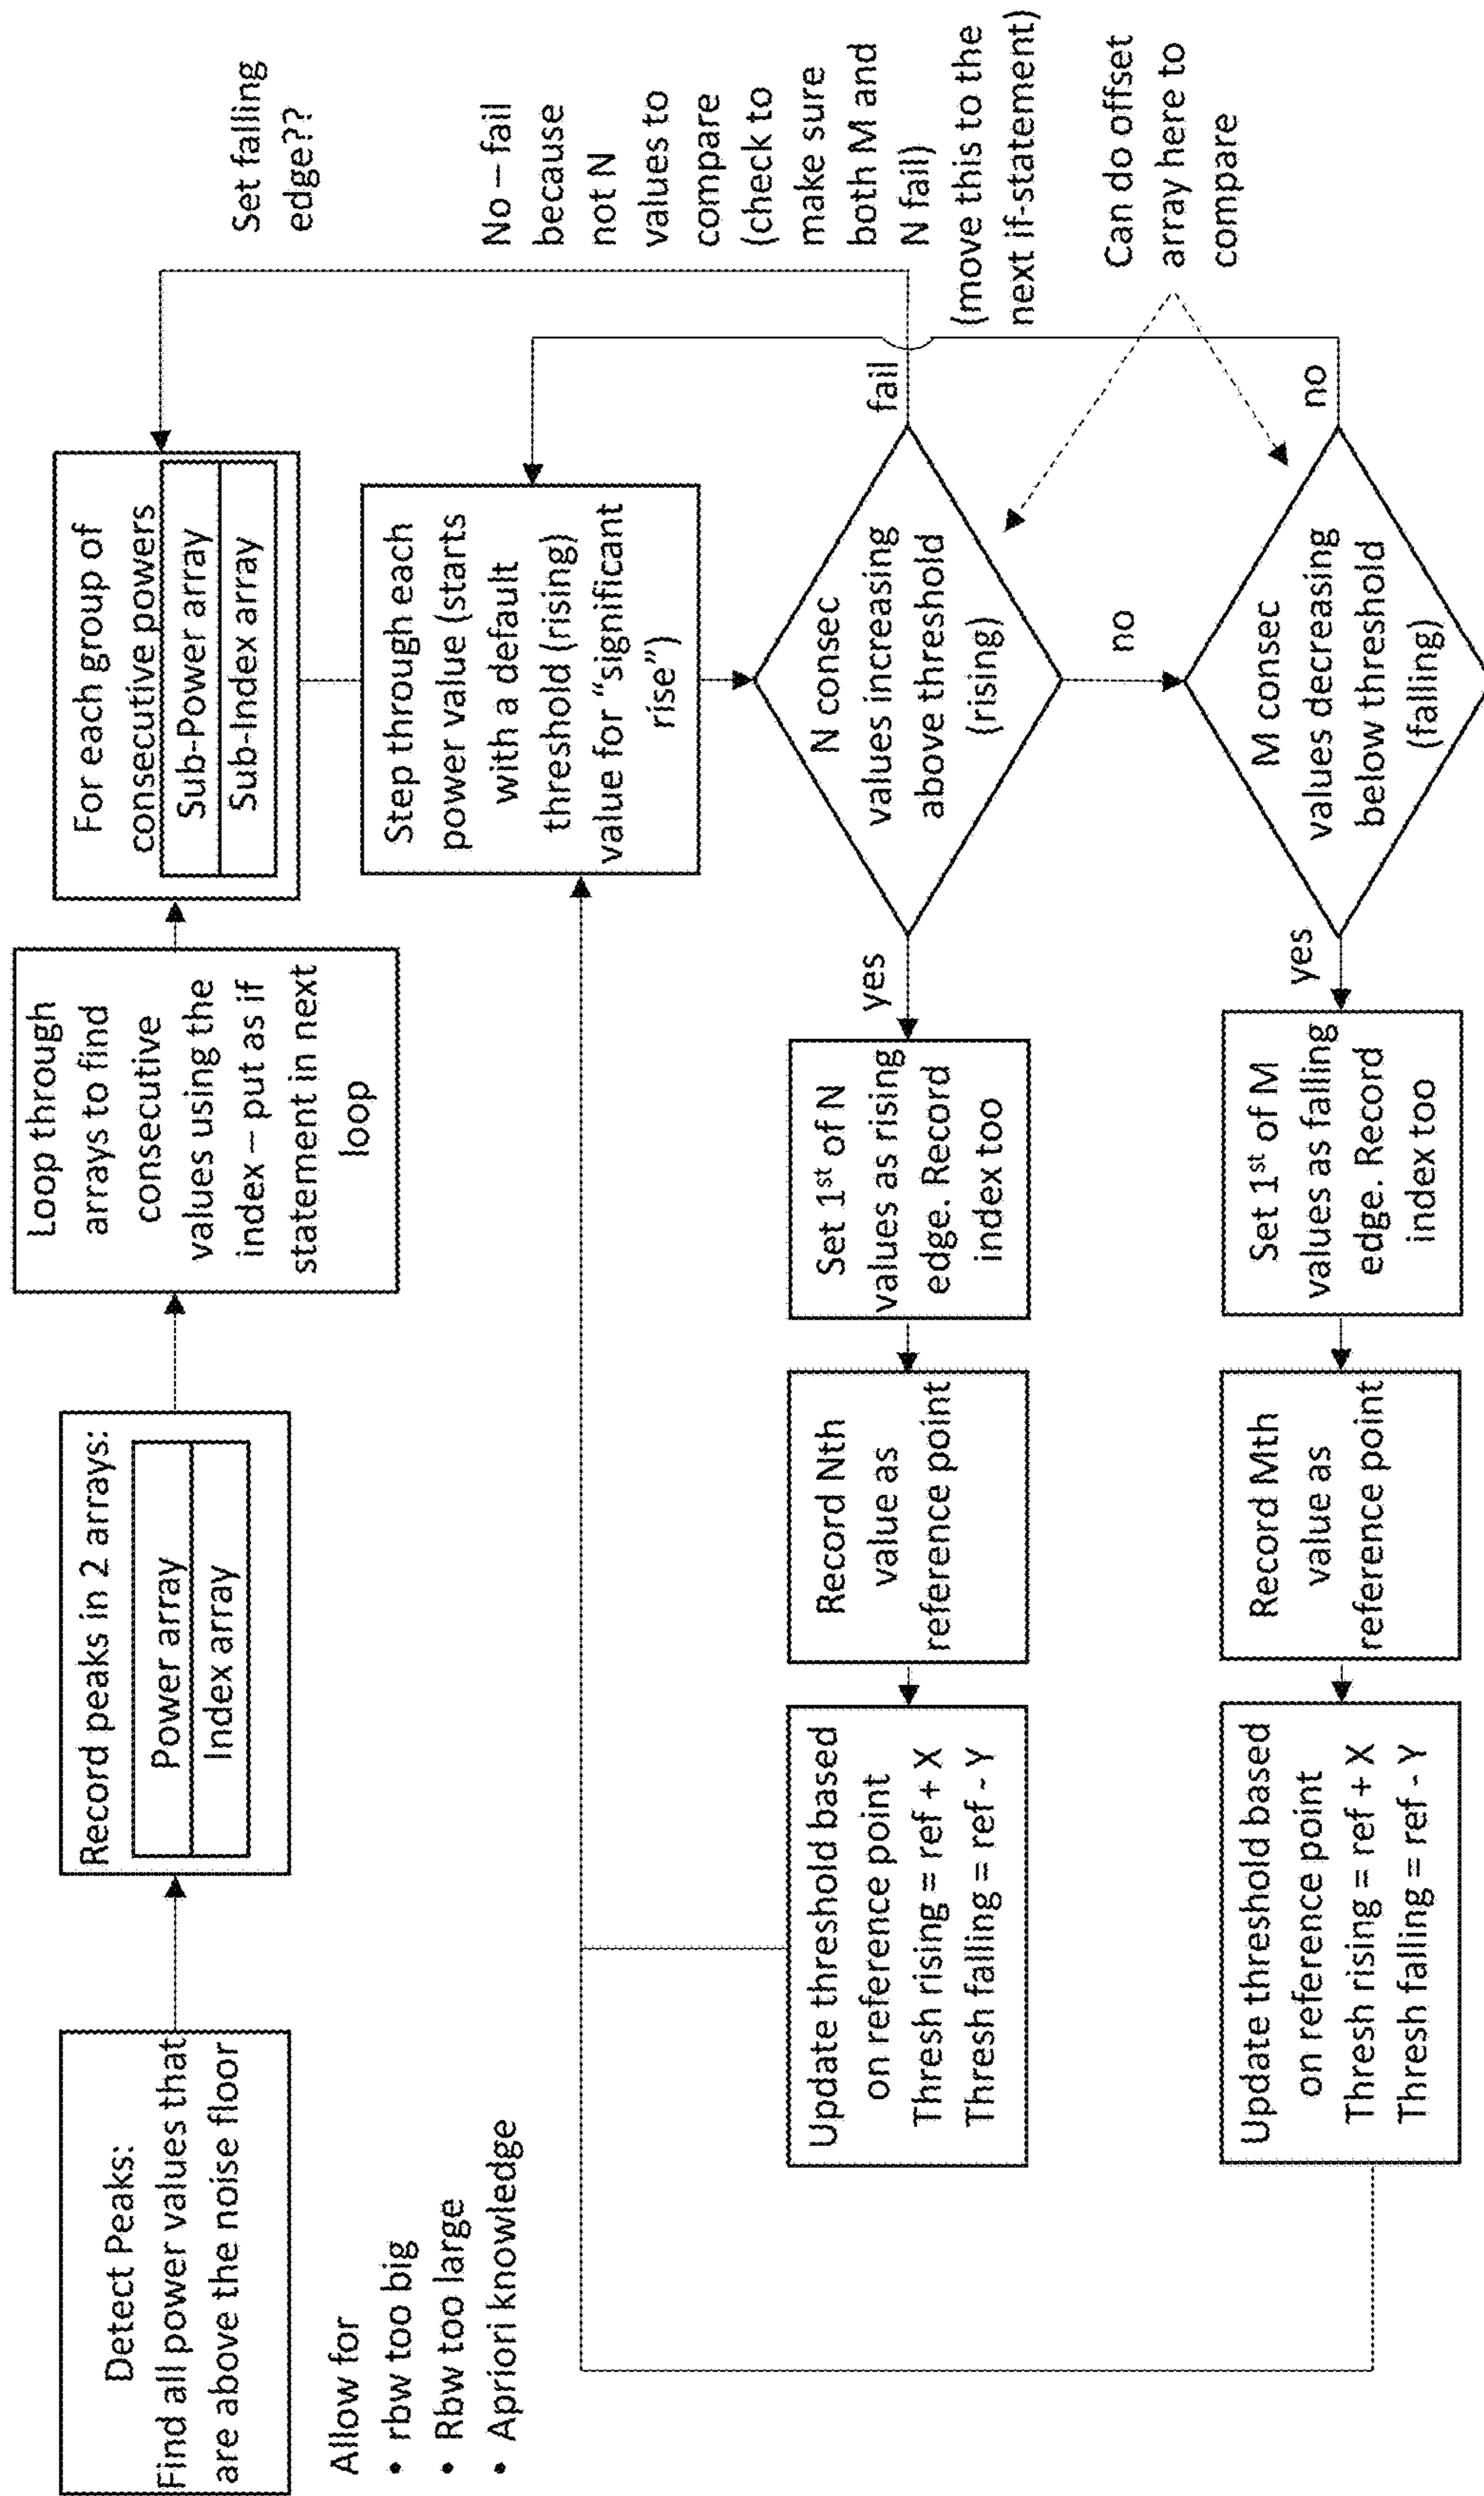 Detect Peaks:
Find all power values that
are above the noise floor
Record peaks in 2 arrays:
Power array
Index array
Loop through
arrays to find
consecutive
values using the
index – put as if
statement in next
loop
For each group of
consecutive powers
Sub-Power array
Sub-Index array
Set falling
edge??
Allow for
• rbw too big
• Rbw too large
• Apriori knowledge
Step through each
power value (starts
with a default
threshold (rising)
value for “significant
rise”)
No – fail
because
not N
values to
compare
(check to
make sure
both M and
N fail)
(move this to the
next if-statement)
Update threshold based
on reference point
Thresh rising = ref + X
Thresh falling = ref - Y
Record Nth
value as
reference point
Set 1st of N
values as rising
edge. Record
index too
yes
N consec
values increasing
above threshold
(rising)
fail
no
Can do offset
array here to
compare
Update threshold based
on reference point
Thresh rising = ref + X
Thresh falling = ref - Y
Record Mth
value as
reference point
Set 1st of M
values as falling
edge. Record
index too
yes
M consec
values decreasing
below threshold
(falling)
no